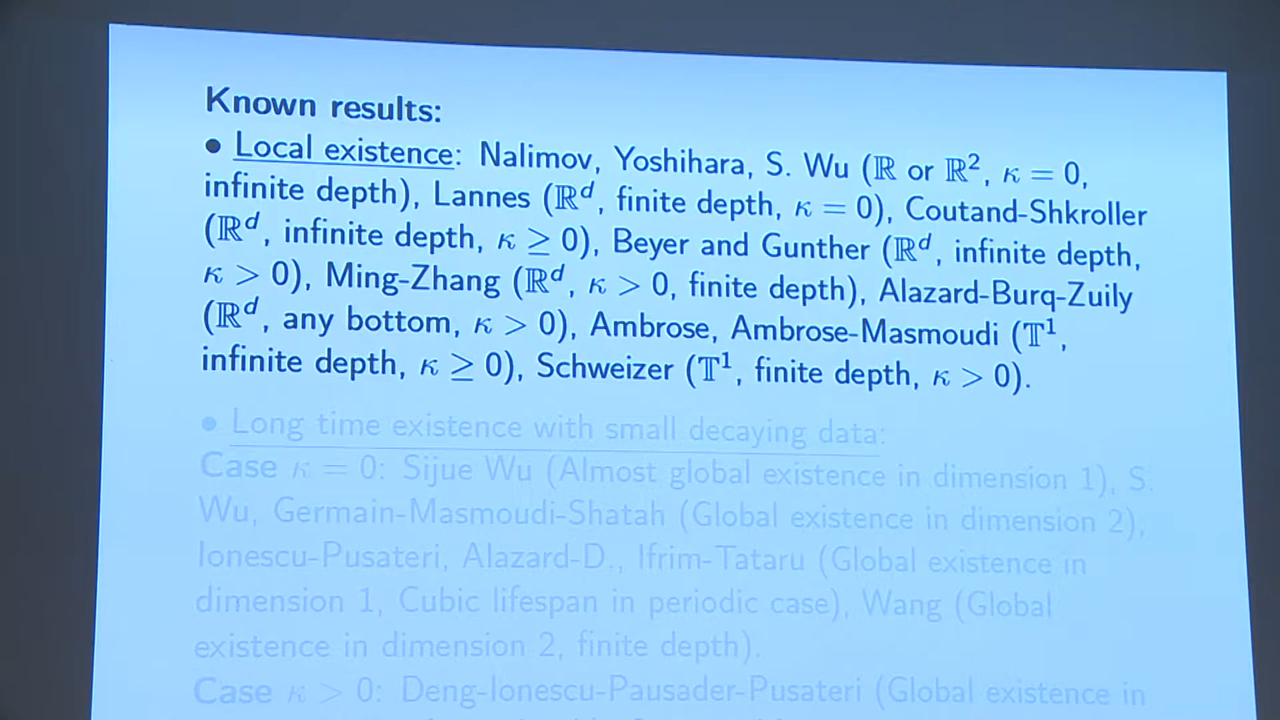 Known results:
• Local existence: Nalimov, Yoshihara, S. Wu (ℝ or ℝ², κ = 0,
infinite depth), Lannes (ℝᵈ, finite depth, κ = 0), Coutand-Shkroller
(ℝᵈ, infinite depth, κ ≥ 0), Beyer and Gunther (ℝᵈ, infinite depth,
κ > 0), Ming-Zhang (ℝᵈ, κ > 0, finite depth), Alazard-Burq-Zuily
(ℝᵈ, any bottom, κ > 0), Ambrose, Ambrose-Masmoudi (𝕋¹,
infinite depth, κ ≥ 0), Schweizer (𝕋¹, finite depth, κ > 0).
• Long time existence with small decaying data:
Case κ = 0: Sijue Wu (Almost global existence in dimension 1), S.
Wu, Germain-Masmoudi-Shatah (Global existence in dimension 2),
Ionescu-Pusateri, Alazard-D., Ifrim-Tataru (Global existence in
dimension 1, Cubic lifespan in periodic case), Wang (Global
existence in dimension 2, finite depth).
Case κ > 0: Deng-Ionescu-Pausader-Pusateri (Global existence in